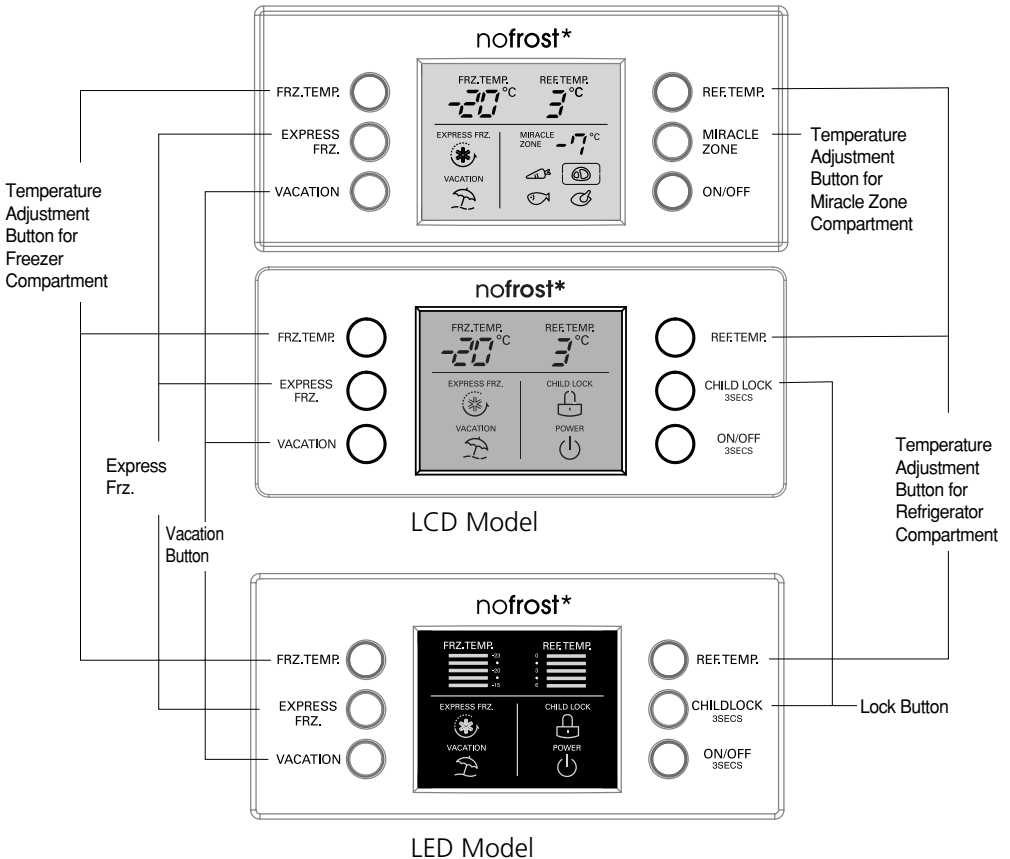 nofrost*
FRZ.TEMP.
EXPRESS
FRZ.
VACATION
FRZ.TEMP.
-20°C
REF.TEMP.
3°C
EXPRESS FRZ.
VACATION
MIRACLE
ZONE
-7°C
REF.TEMP.
MIRACLE
ZONE
ON/OFF
Temperature
Adjustment
Button for
Freezer
Compartment
Temperature
Adjustment
Button for
Miracle Zone
Compartment
nofrost*
FRZ.TEMP.
EXPRESS
FRZ.
VACATION
FRZ.TEMP.
-20°C
REF.TEMP.
3°C
EXPRESS FRZ.
CHILD LOCK
VACATION
POWER
REF.TEMP.
CHILD LOCK
3SECS
ON/OFF
3SECS
LCD Model
Express
Frz.
Vacation
Button
Temperature
Adjustment
Button for
Refrigerator
Compartment
nofrost*
FRZ.TEMP.
EXPRESS
FRZ.
VACATION
FRZ.TEMP.
-23
-20
-15
REF.TEMP.
0
3
6
EXPRESS FRZ.
CHILD LOCK
VACATION
POWER
REF.TEMP.
CHILDLOCK
3SECS
ON/OFF
3SECS
Lock Button
LED Model